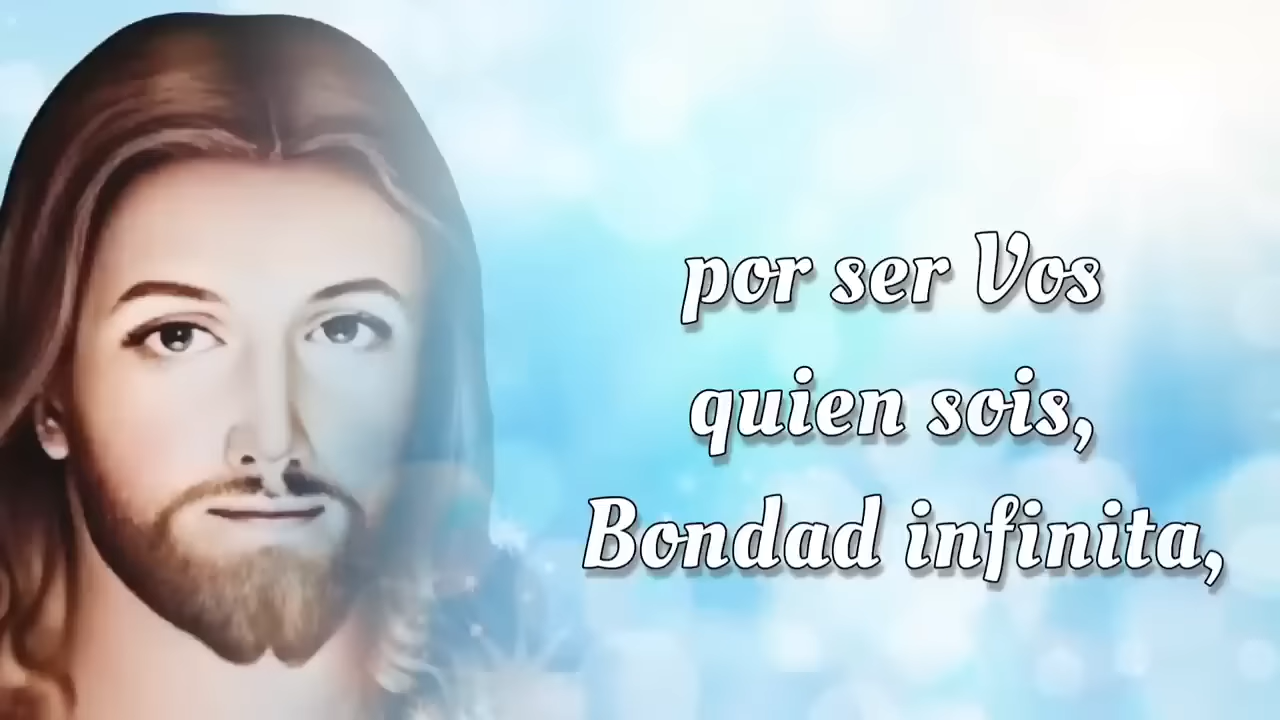 por ser Vos
quien sois,
Bondad infinita,